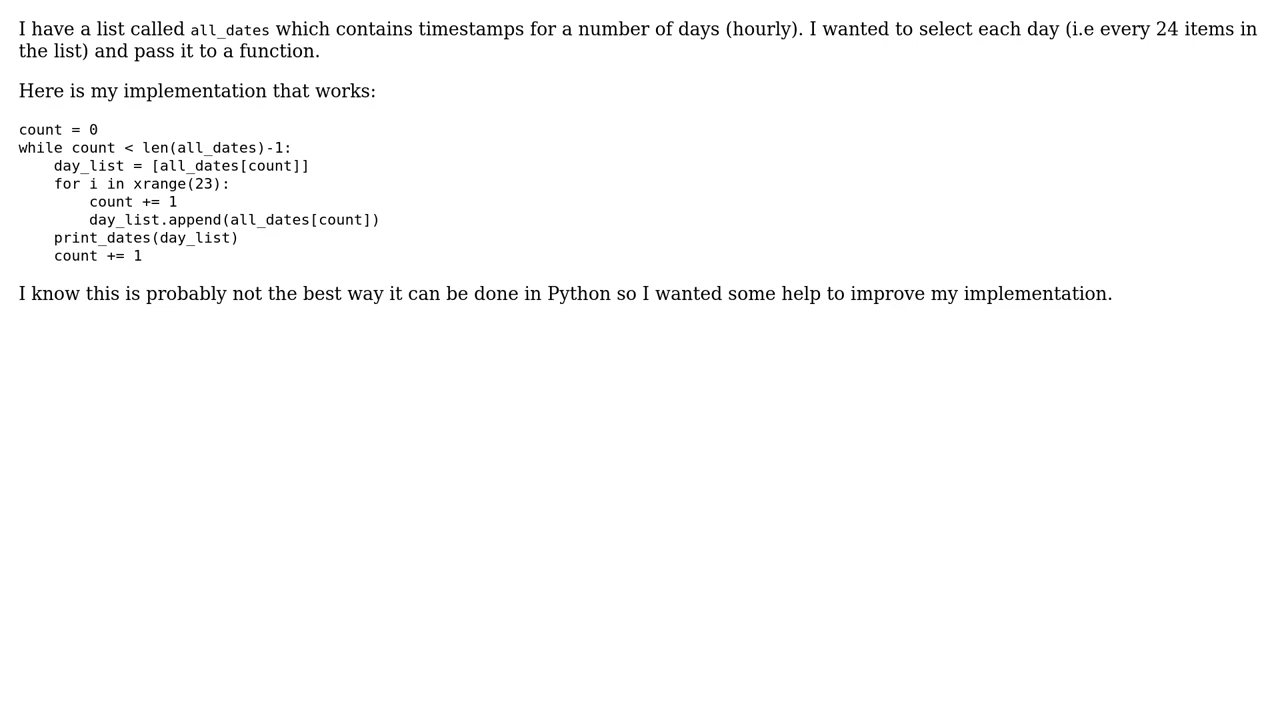 I have a list called all_dates which contains timestamps for a number of days (hourly). I wanted to select each day (i.e every 24 items in
the list) and pass it to a function.
Here is my implementation that works:
count = 0
while count < len(all_dates)-1:
    day_list = [all_dates[count]]
    for i in xrange(23):
        count += 1
        day_list.append(all_dates[count])
    print_dates(day_list)
    count += 1
I know this is probably not the best way it can be done in Python so I wanted some help to improve my implementation.